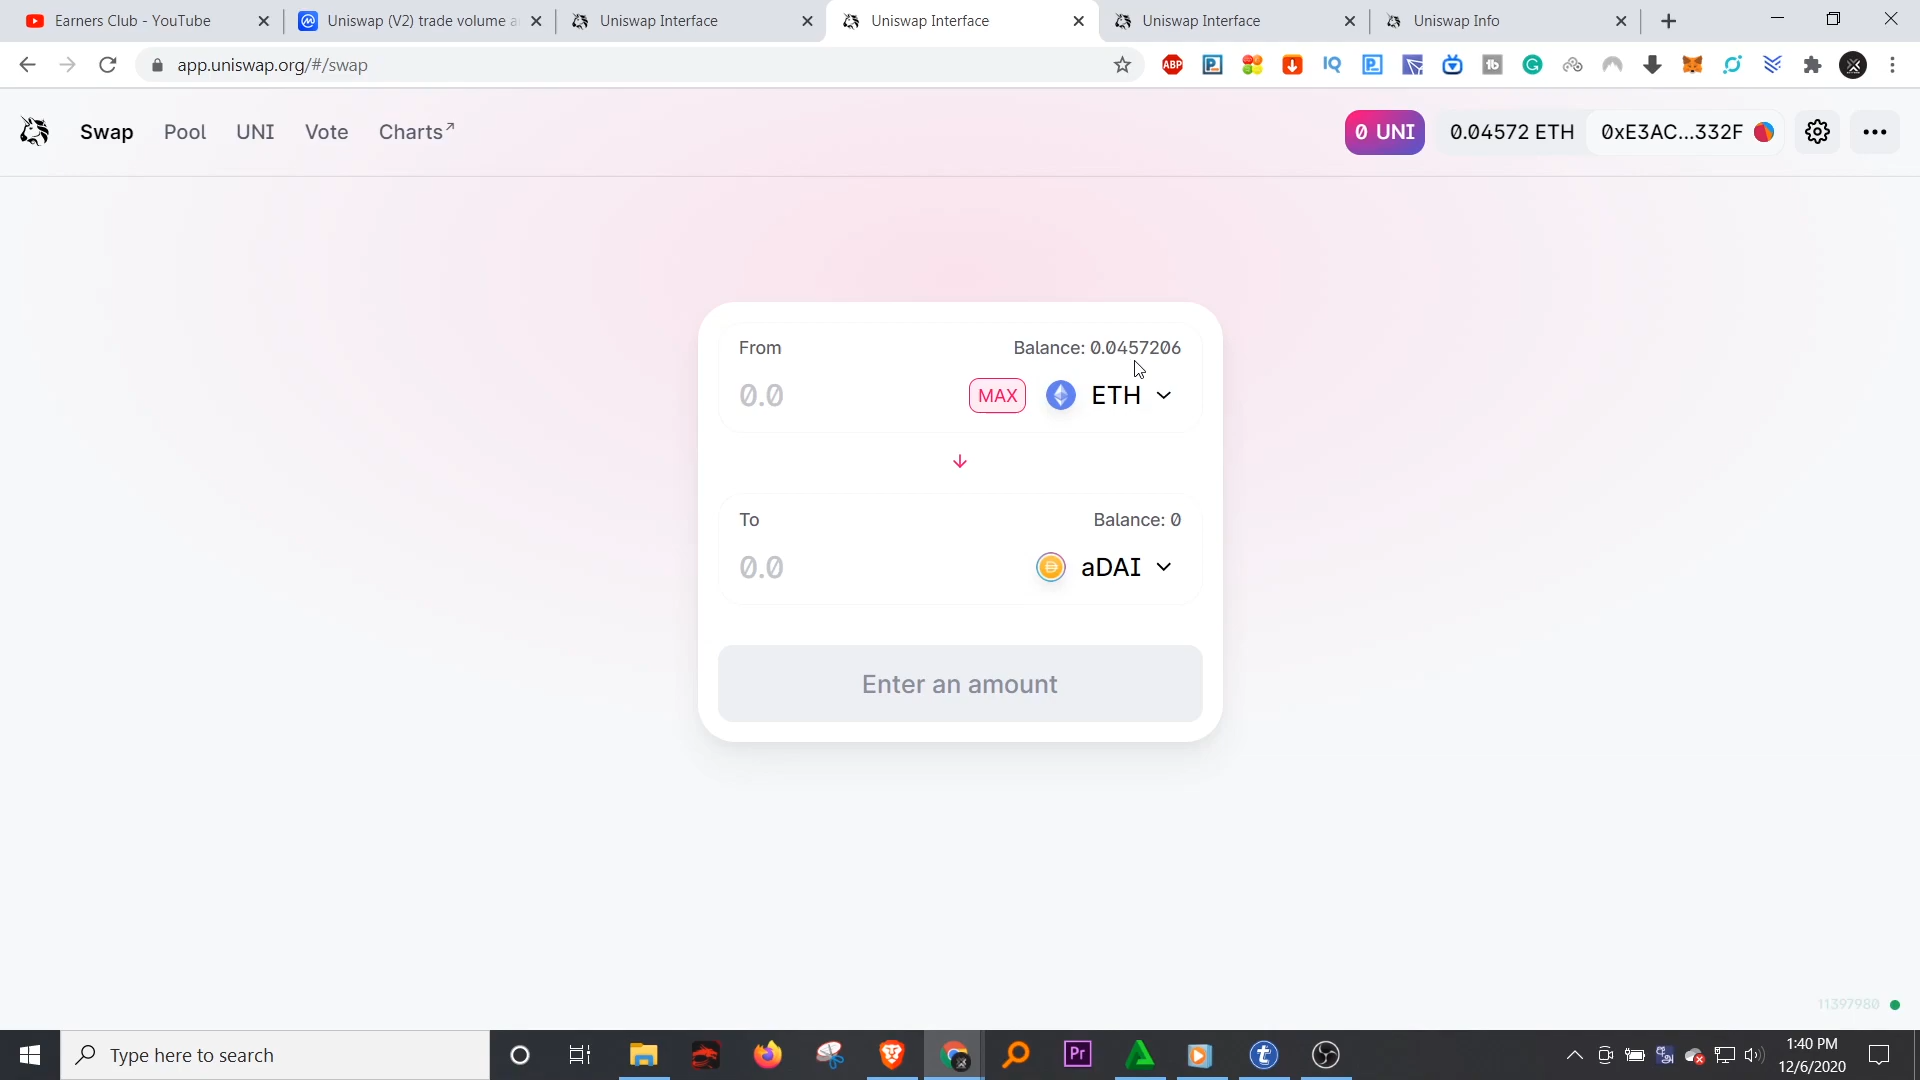 Earners Club - YouTube
Uniswap (V2) trade volume a
Uniswap Interface
Uniswap Interface
Uniswap Interface
Uniswap Info
app.uniswap.org/#/swap
ABP
IQ
Swap
Pool
UNI
Vote
Charts↗
0 UNI
0.04572 ETH
0xE3AC...332F
From
Balance: 0.0457206
0.0
MAX
ETH
To
Balance: 0
0.0
aDAI
Enter an amount
11397980
Type here to search
Pr
1:40 PM
12/6/2020